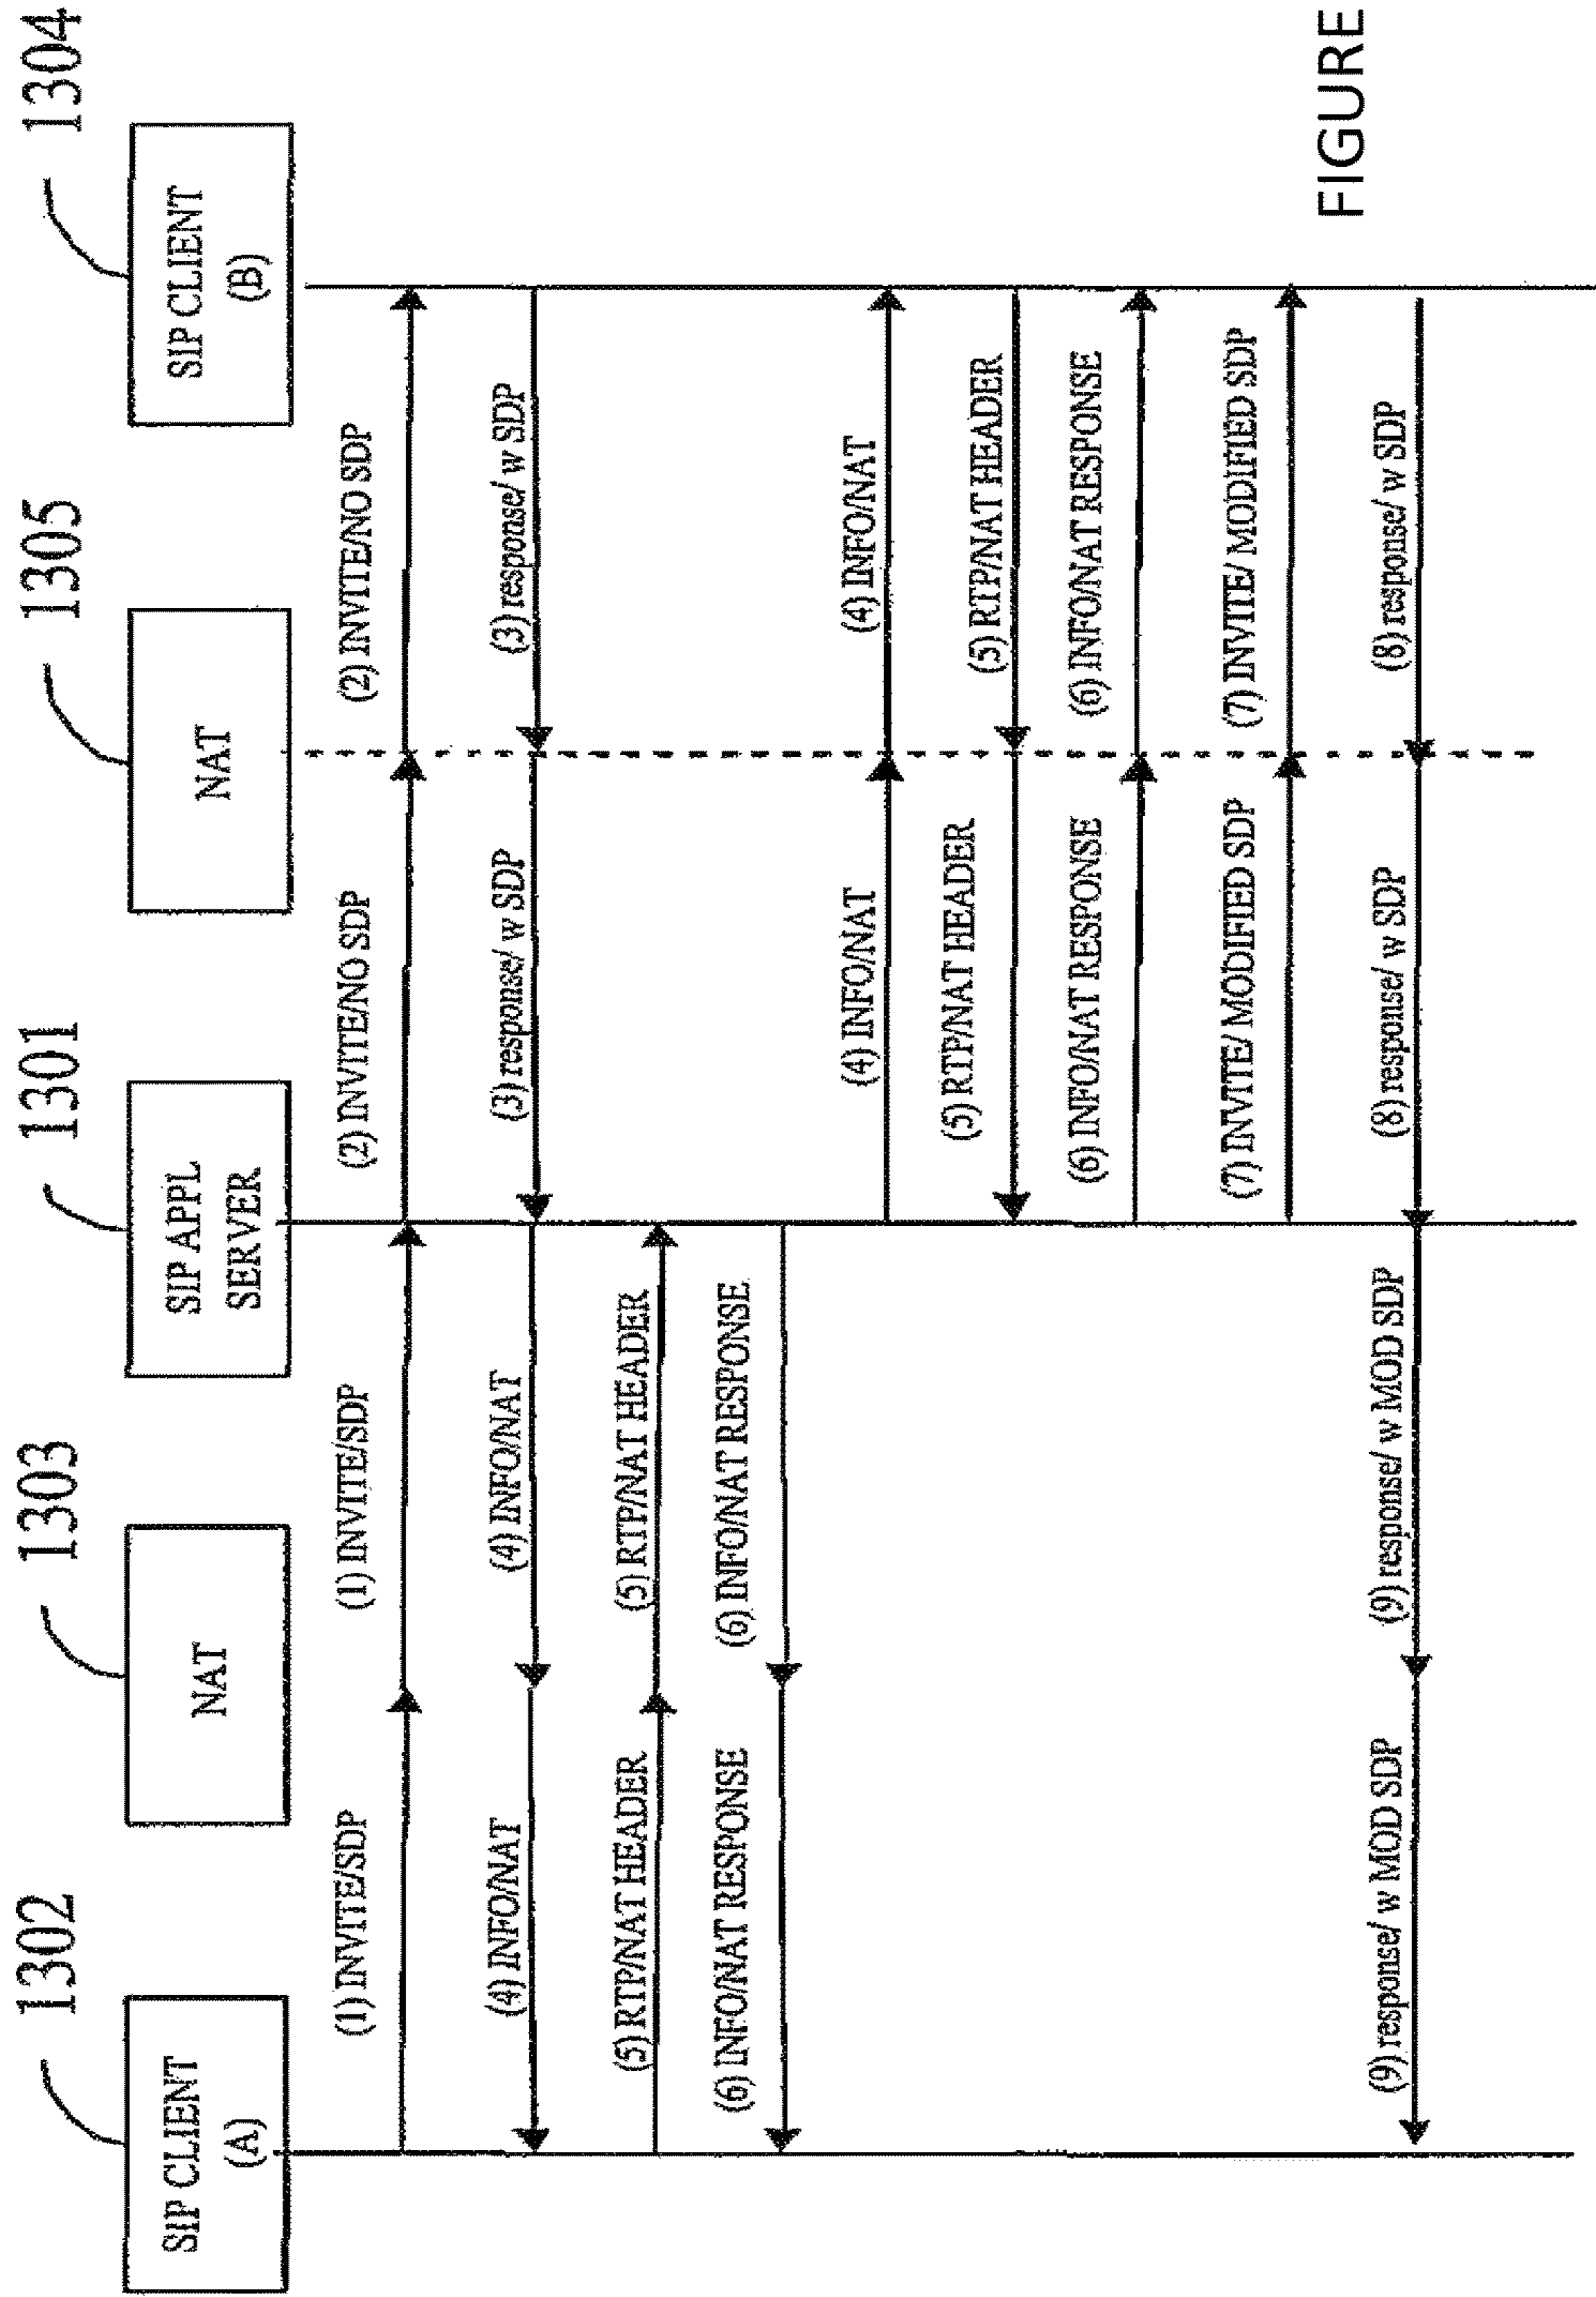 1302
1303
1301
1305
1304
SIP CLIENT
(A)
NAT
SIP APPL
SERVER
NAT
SIP CLIENT
(B)
(1) INVITE/SDP
(1) INVITE/SDP
(2) INVITE/NO SDP
(2) INVITE/NO SDP
(4) INFO/NAT
(4) INFO/NAT
(3) response/ w SDP
(3) response/ w SDP
(5) RTP/NAT HEADER
(5) RTP/NAT HEADER
(6) INFO/NAT RESPONSE
(6) INFO/NAT RESPONSE
(4) INFO/NAT
(4) INFO/NAT
(5) RTP/NAT HEADER
(5) RTP/NAT HEADER
(6) INFO/NAT RESPONSE
(6) INFO/NAT RESPONSE
(7) INVITE/ MODIFIED SDP
(7) INVITE/ MODIFIED SDP
(9) response/ w MOD SDP
(9) response/ w MOD SDP
(8) response/ w SDP
(8) response/ w SDP
FIGURE